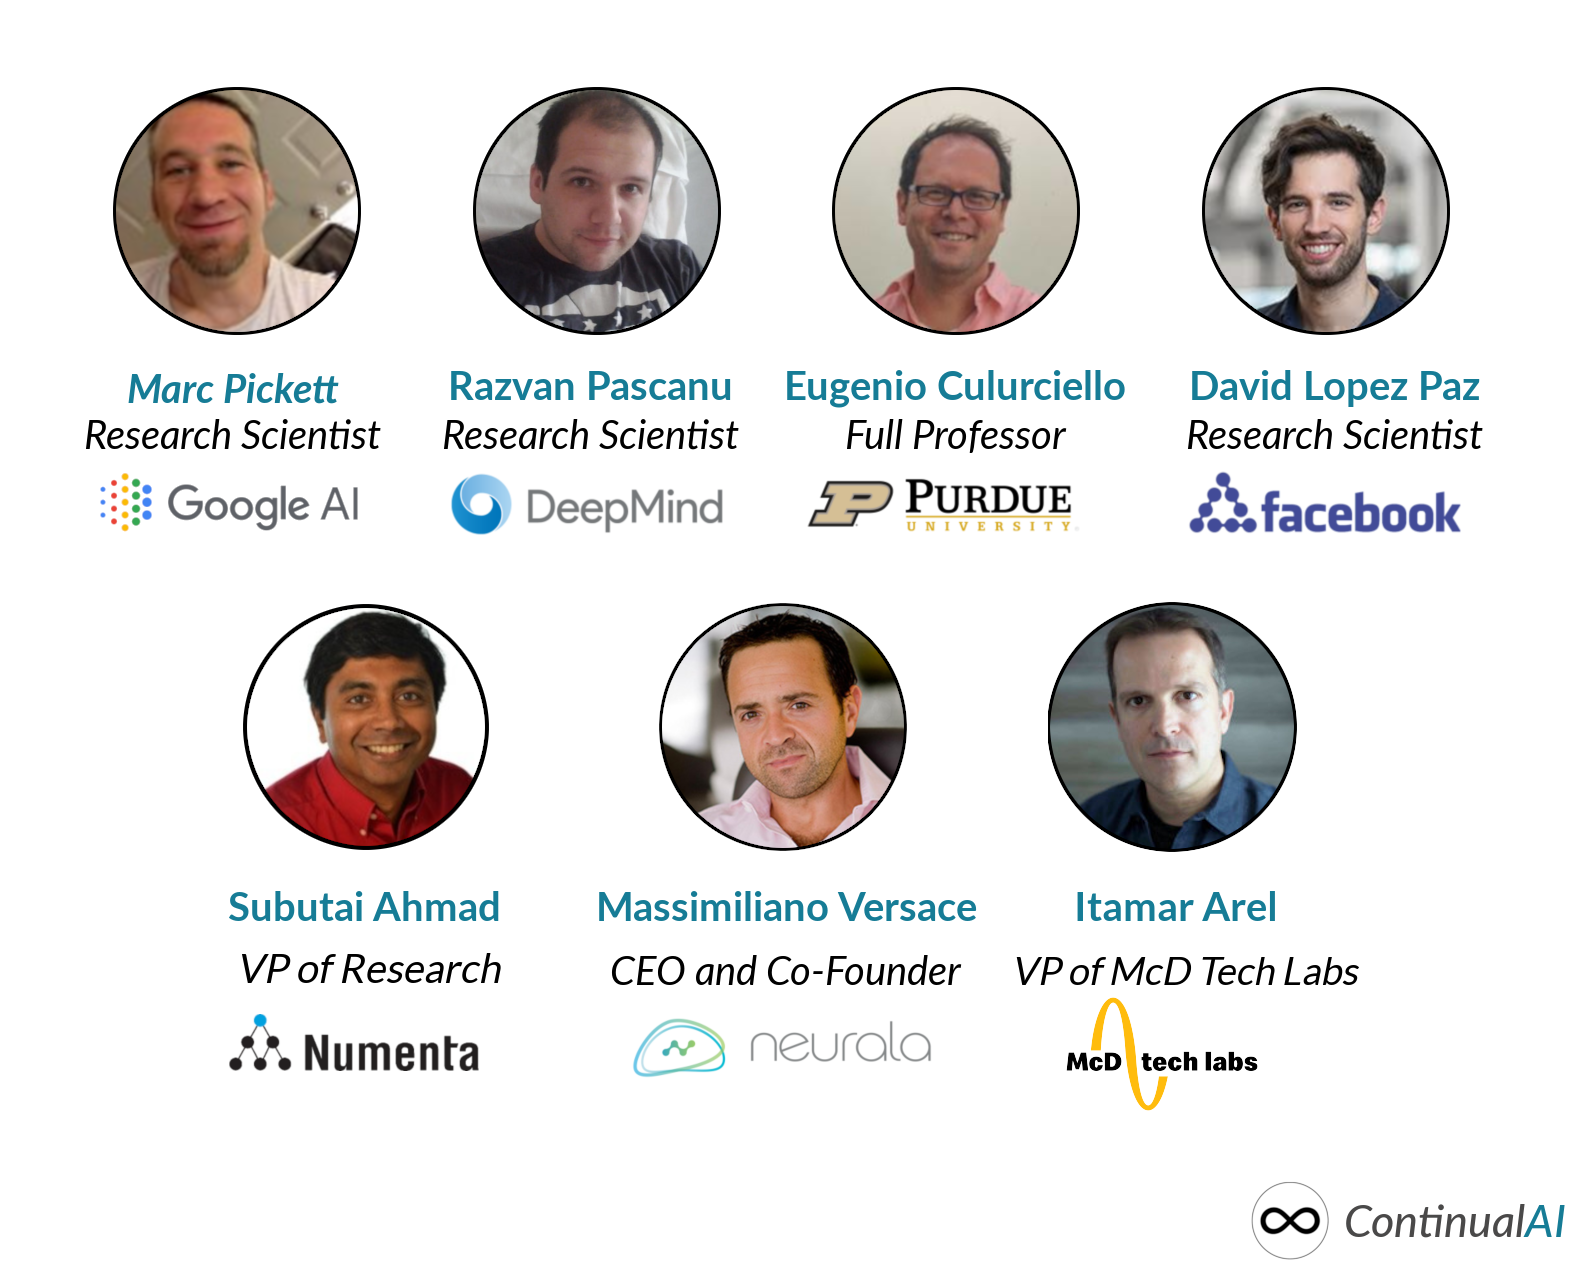 Marc Pickett
Research Scientist
Google AI
Razvan Pascanu
Research Scientist
DeepMind
Eugenio Culurciello
Full Professor
P PURDUE
UNIVERSITY
David Lopez Paz
Research Scientist
facebook
Subutai Ahmad
VP of Research
Numenta
Massimiliano Versace
CEO and Co-Founder
neurala
Itamar Arel
VP of McD Tech Labs
McD tech labs
ContinualAI